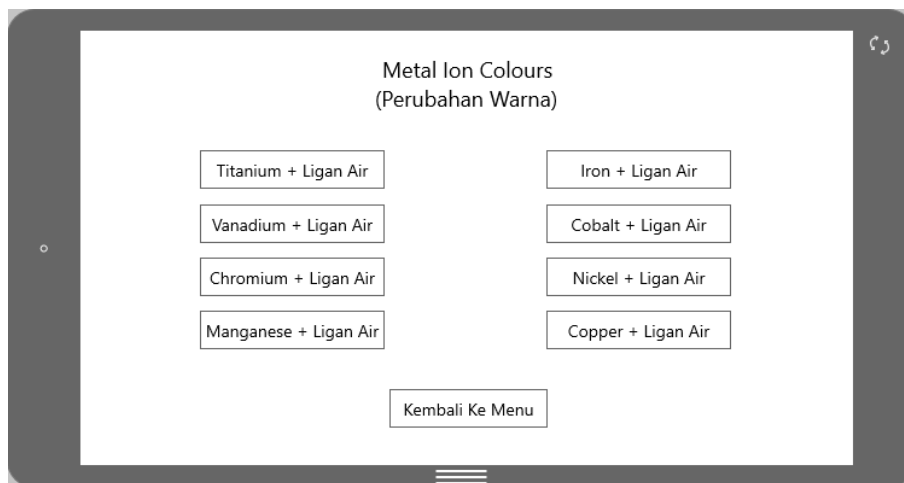 Metal Ion Colours
(Perubahan Warna)
Titanium + Ligan Air
Iron + Ligan Air
Vanadium + Ligan Air
Cobalt + Ligan Air
Chromium + Ligan Air
Nickel + Ligan Air
Manganese + Ligan Air
Copper + Ligan Air
Kembali Ke Menu